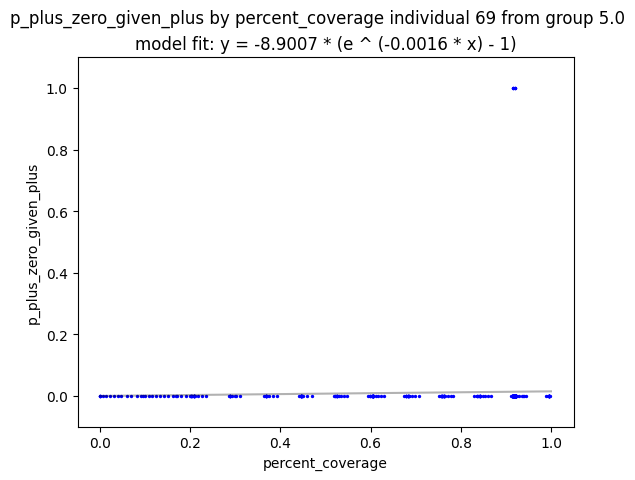 p_plus_zero_given_plus by percent_coverage individual 69 from group 5.0
model fit: y = -8.9007 * (e ^ (-0.0016 * x) - 1)
1.0
0.8
0.6
0.4
0.2
0.0
p_plus_zero_given_plus
0.0 0.2 0.4 0.6 0.8 1.0
percent_coverage